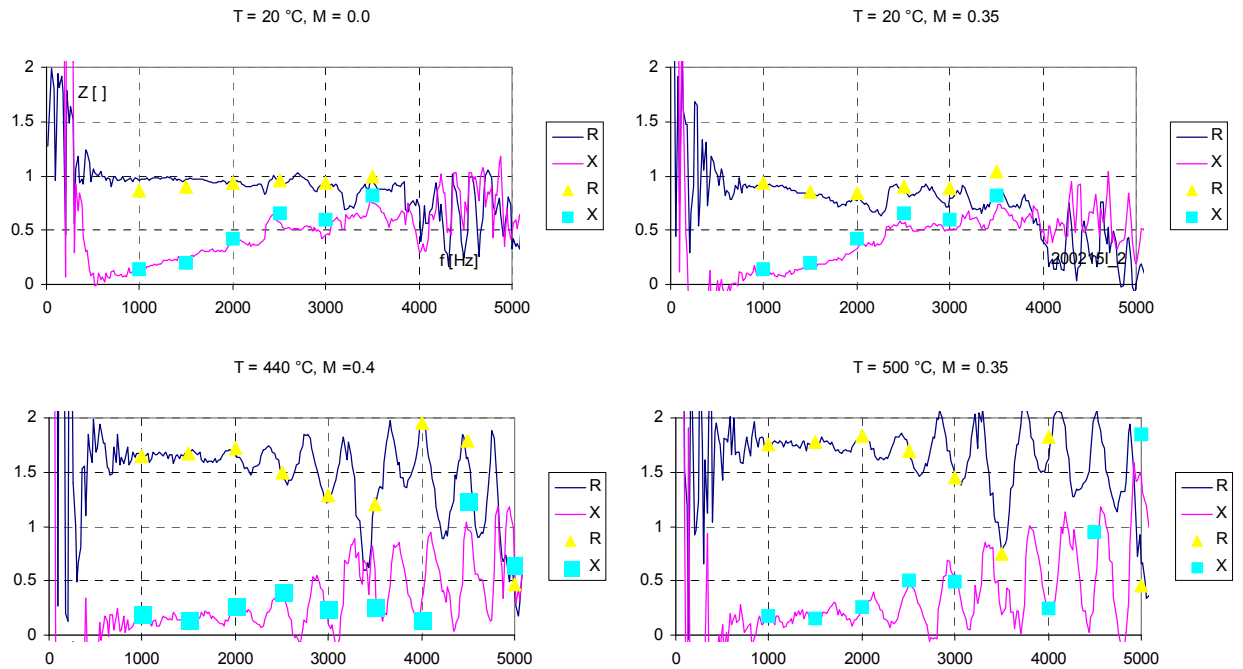 T = 20 °C, M = 0.0
2
1.5
1
0.5
0
Z [ ]
f [Hz]
0 1000 2000 3000 4000 5000
R
X
R
X
T = 20 °C, M = 0.35
2
1.5
1
0.5
0
200215I_2
0 1000 2000 3000 4000 5000
R
X
R
X
T = 440 °C, M =0.4
2
1.5
1
0.5
0
0 1000 2000 3000 4000 5000
R
X
R
X
T = 500 °C, M = 0.35
2
1.5
1
0.5
0
0 1000 2000 3000 4000 5000
R
X
R
X